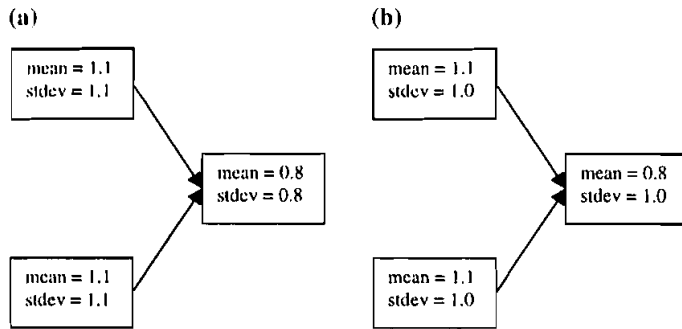 (a)
mean = 1.1
stdev = 1.1
mean = 0.8
stdev = 0.8
mean = 1.1
stdev = 1.1
(b)
mean = 1.1
stdev = 1.0
mean = 0.8
stdev = 1.0
mean = 1.1
stdev = 1.0